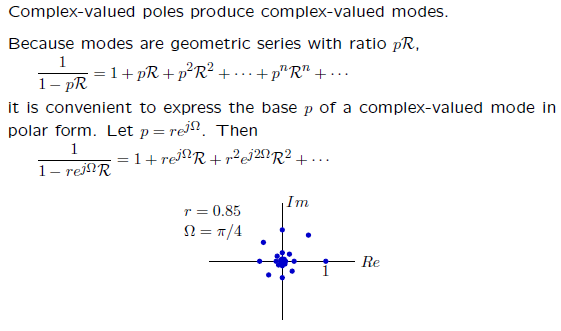 Complex-valued poles produce complex-valued modes.
Because modes are geometric series with ratio pR,
1/(1 − pR) = 1 + pR + p²R² + · · · + pⁿRⁿ + · · ·
it is convenient to express the base p of a complex-valued mode in
polar form. Let p = re^{jΩ}. Then
1/(1 − re^{jΩ}R) = 1 + re^{jΩ}R + r²e^{j2Ω}R² + · · ·
Im
r = 0.85
Ω = π/4
Re
1